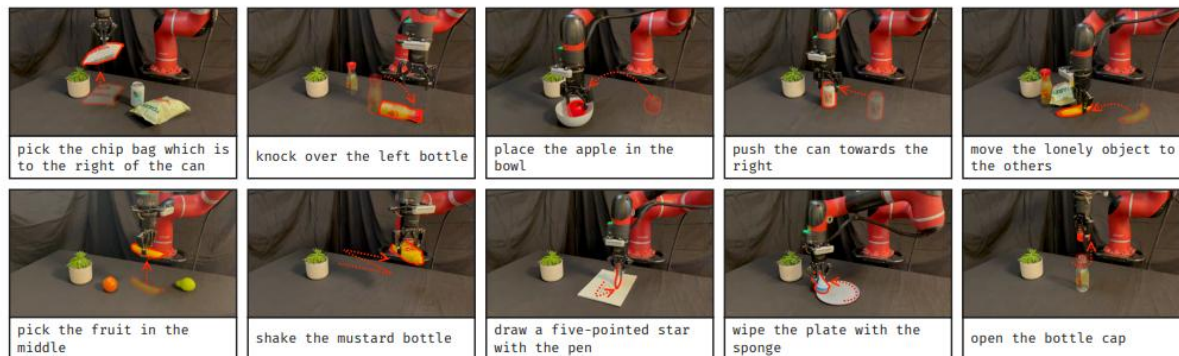 pick the chip bag which is
to the right of the can
knock over the left bottle
place the apple in the
bowl
push the can towards the
right
move the lonely object to
the others
pick the fruit in the
middle
shake the mustard bottle
draw a five-pointed star
with the pen
wipe the plate with the
sponge
open the bottle cap